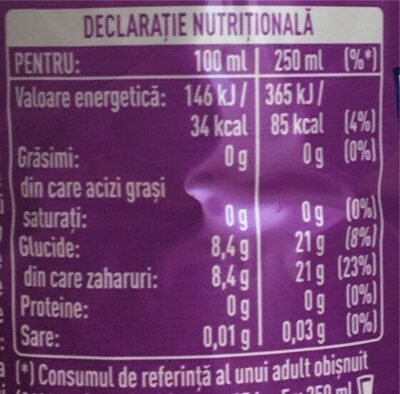 DECLARAȚIE NUTRIȚIONALĂ
PENTRU: 100 ml 250 ml (%*)
Valoare energetică: 146 kJ/ 365 kJ/
34 kcal 85 kcal (4%)
Grăsimi: 0 g 0 g (0%)
din care acizi grași
saturați: 0 g 0 g (0%)
Glucide: 8,4 g 21 g (8%)
din care zaharuri: 8,4 g 21 g (23%)
Proteine: 0 g 0 g (0%)
Sare: 0,01 g 0,03 g (0%)
(*) Consumul de referință al unui adult obișnuit
250 ml